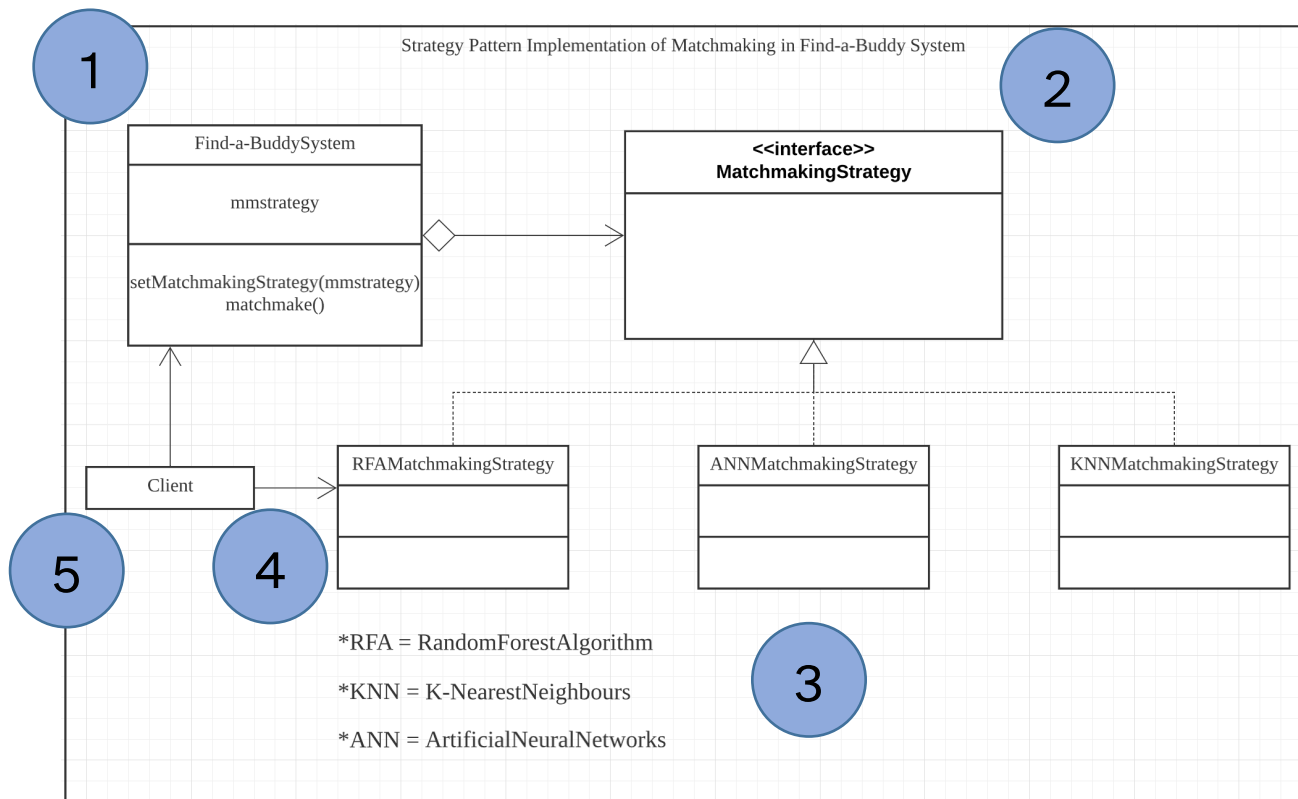 Strategy Pattern Implementation of Matchmaking in Find-a-Buddy System
1
2
Find-a-BuddySystem
mmstrategy
setMatchmakingStrategy(mmstrategy)
matchmake()
<<interface>>
MatchmakingStrategy
Client
RFAMatchmakingStrategy
ANNMatchmakingStrategy
KNNMatchmakingStrategy
5
4
3
*RFA = RandomForestAlgorithm
*KNN = K-NearestNeighbours
*ANN = ArtificialNeuralNetworks